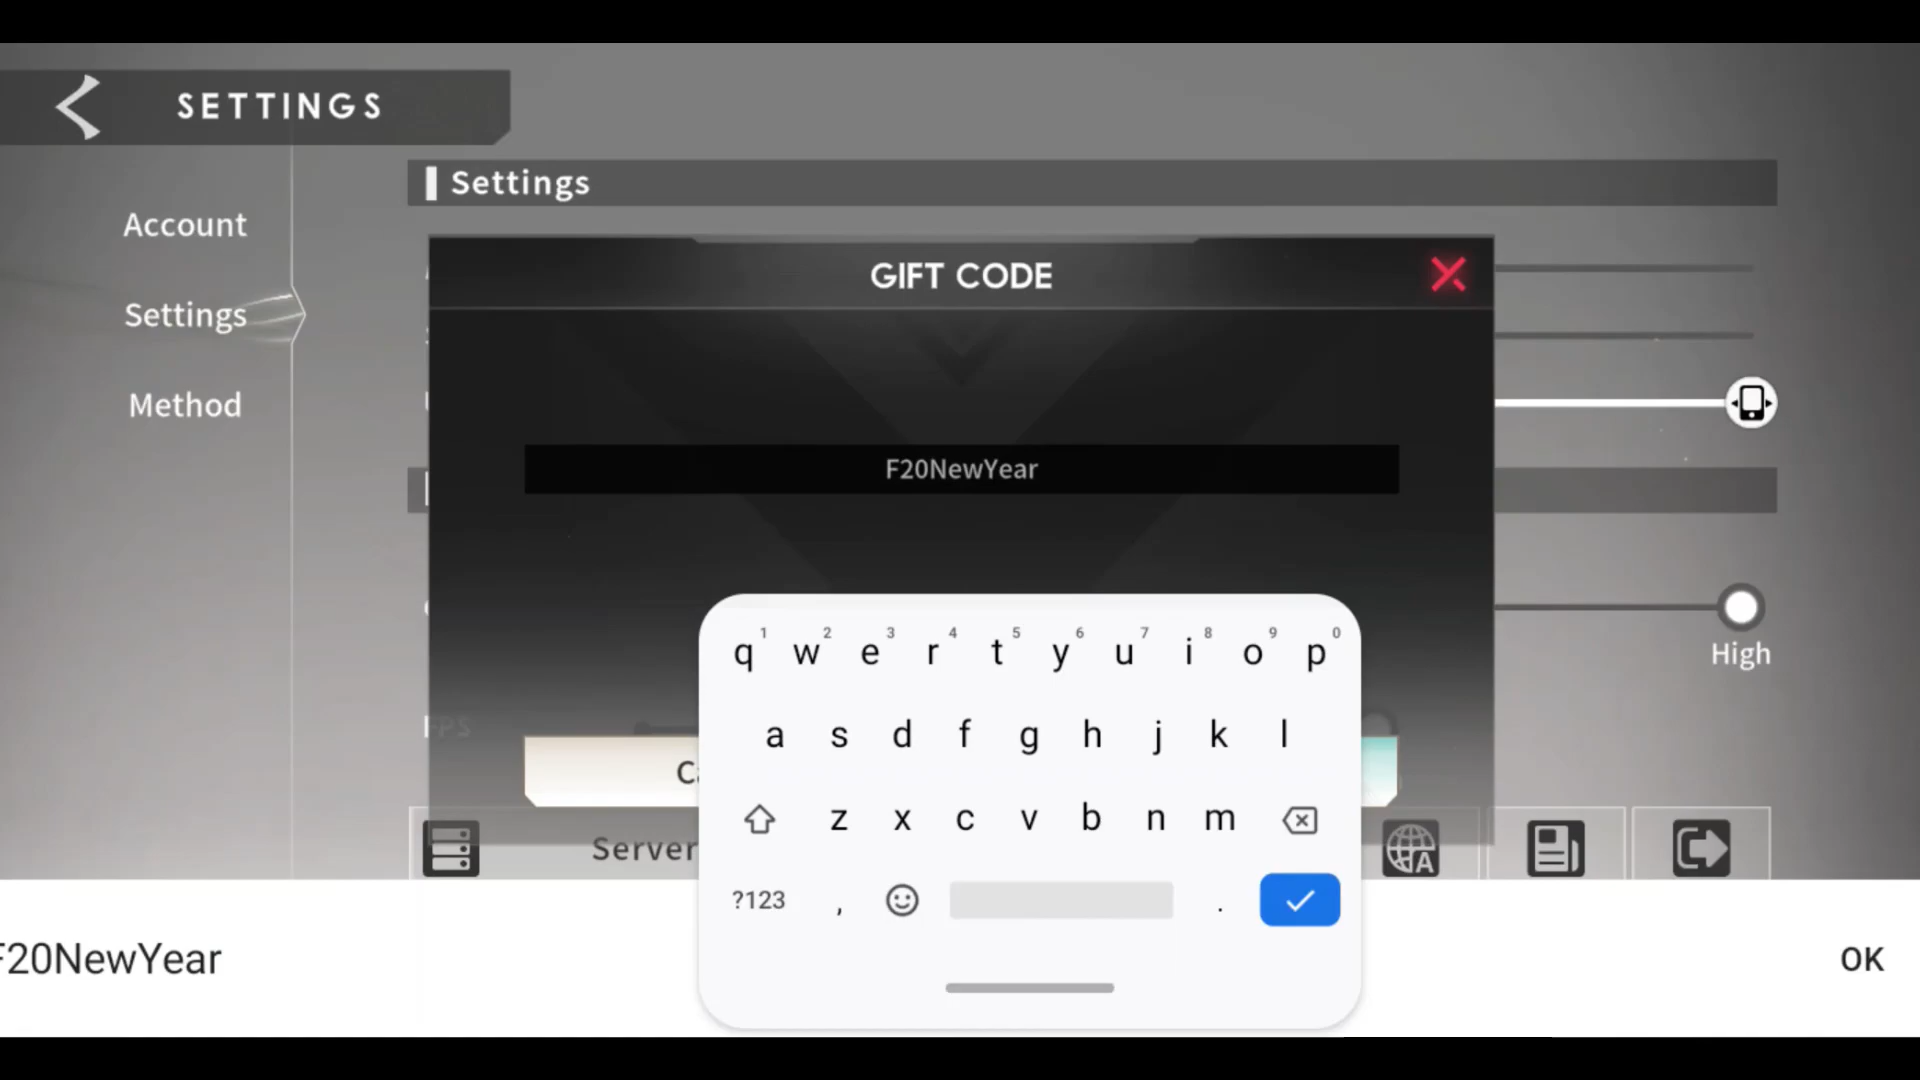 SETTINGS
Settings
Account
Settings
Method
GIFT CODE
F20NewYear
High
FPS
Server
q 1 w 2 e 3 r 4 t 5 y 6 u 7 i 8 o 9 p 0
a s d f g h j k l
z x c v b n m
?123 , .
F20NewYear
OK